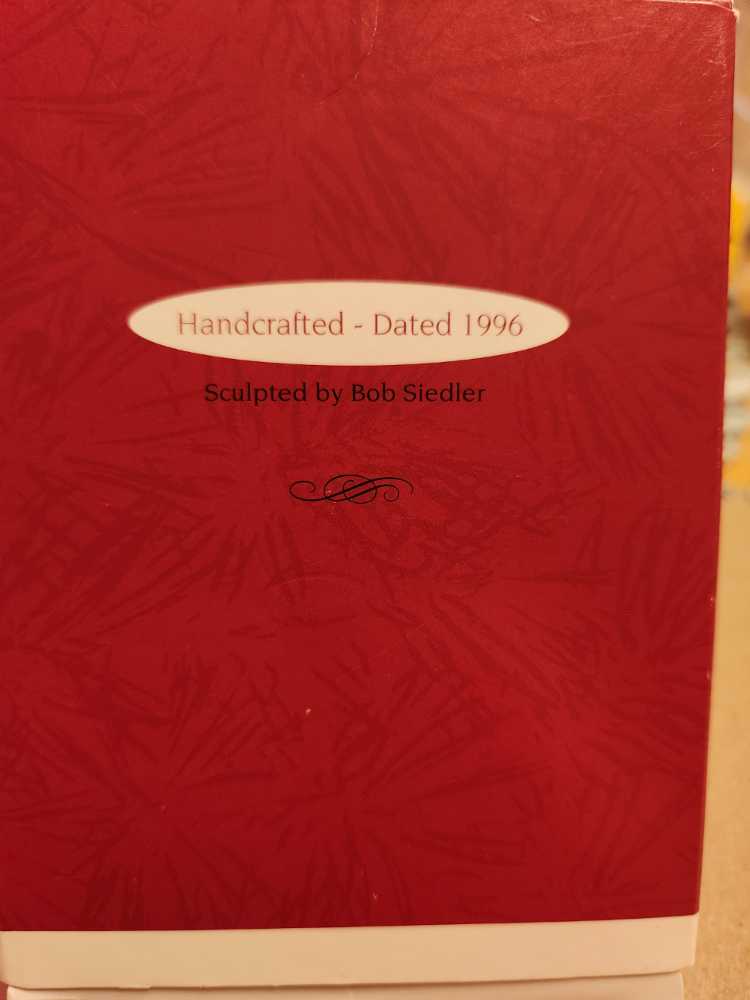 Handcrafted - Dated 1996
Sculpted by Bob Siedler